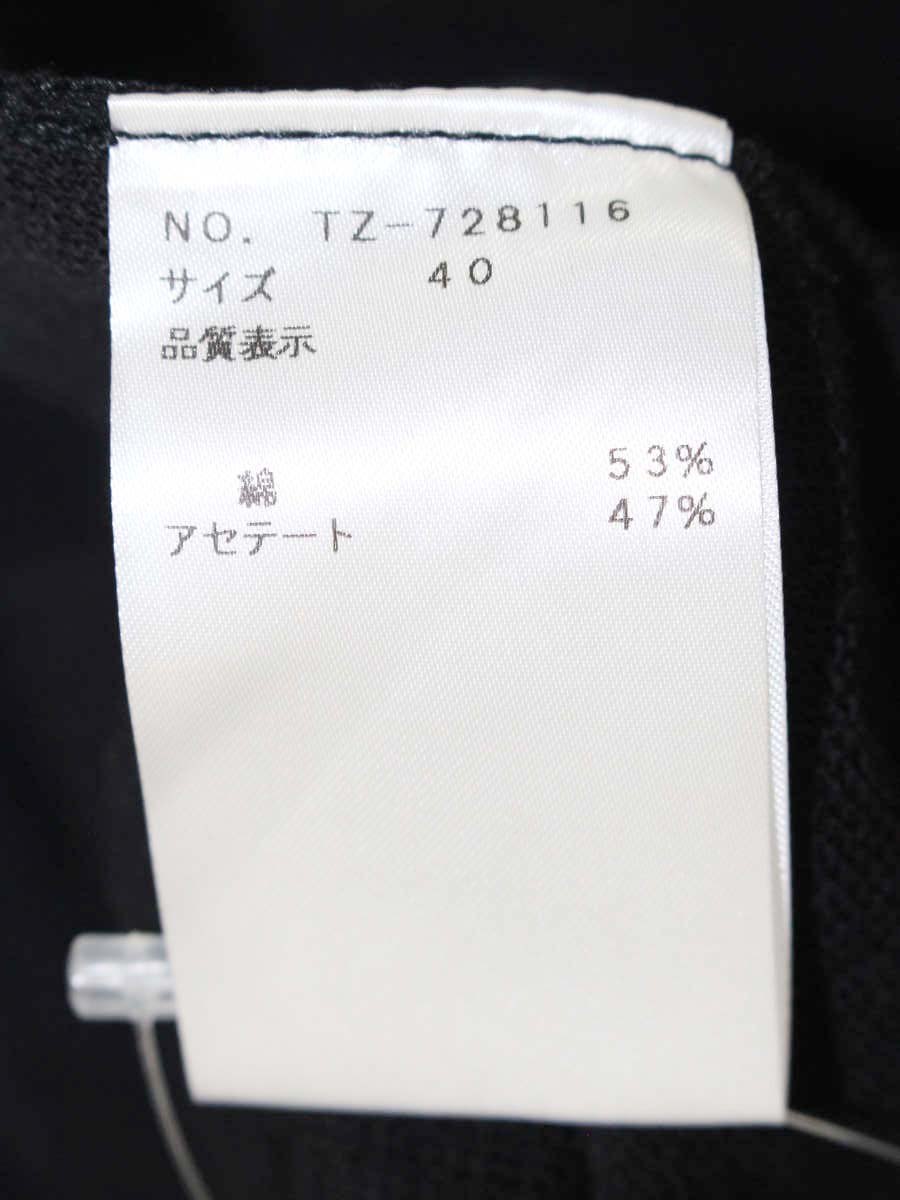 NO. TZ-728116
サイズ 40
品質表示
綿 53%
アセテート 47%